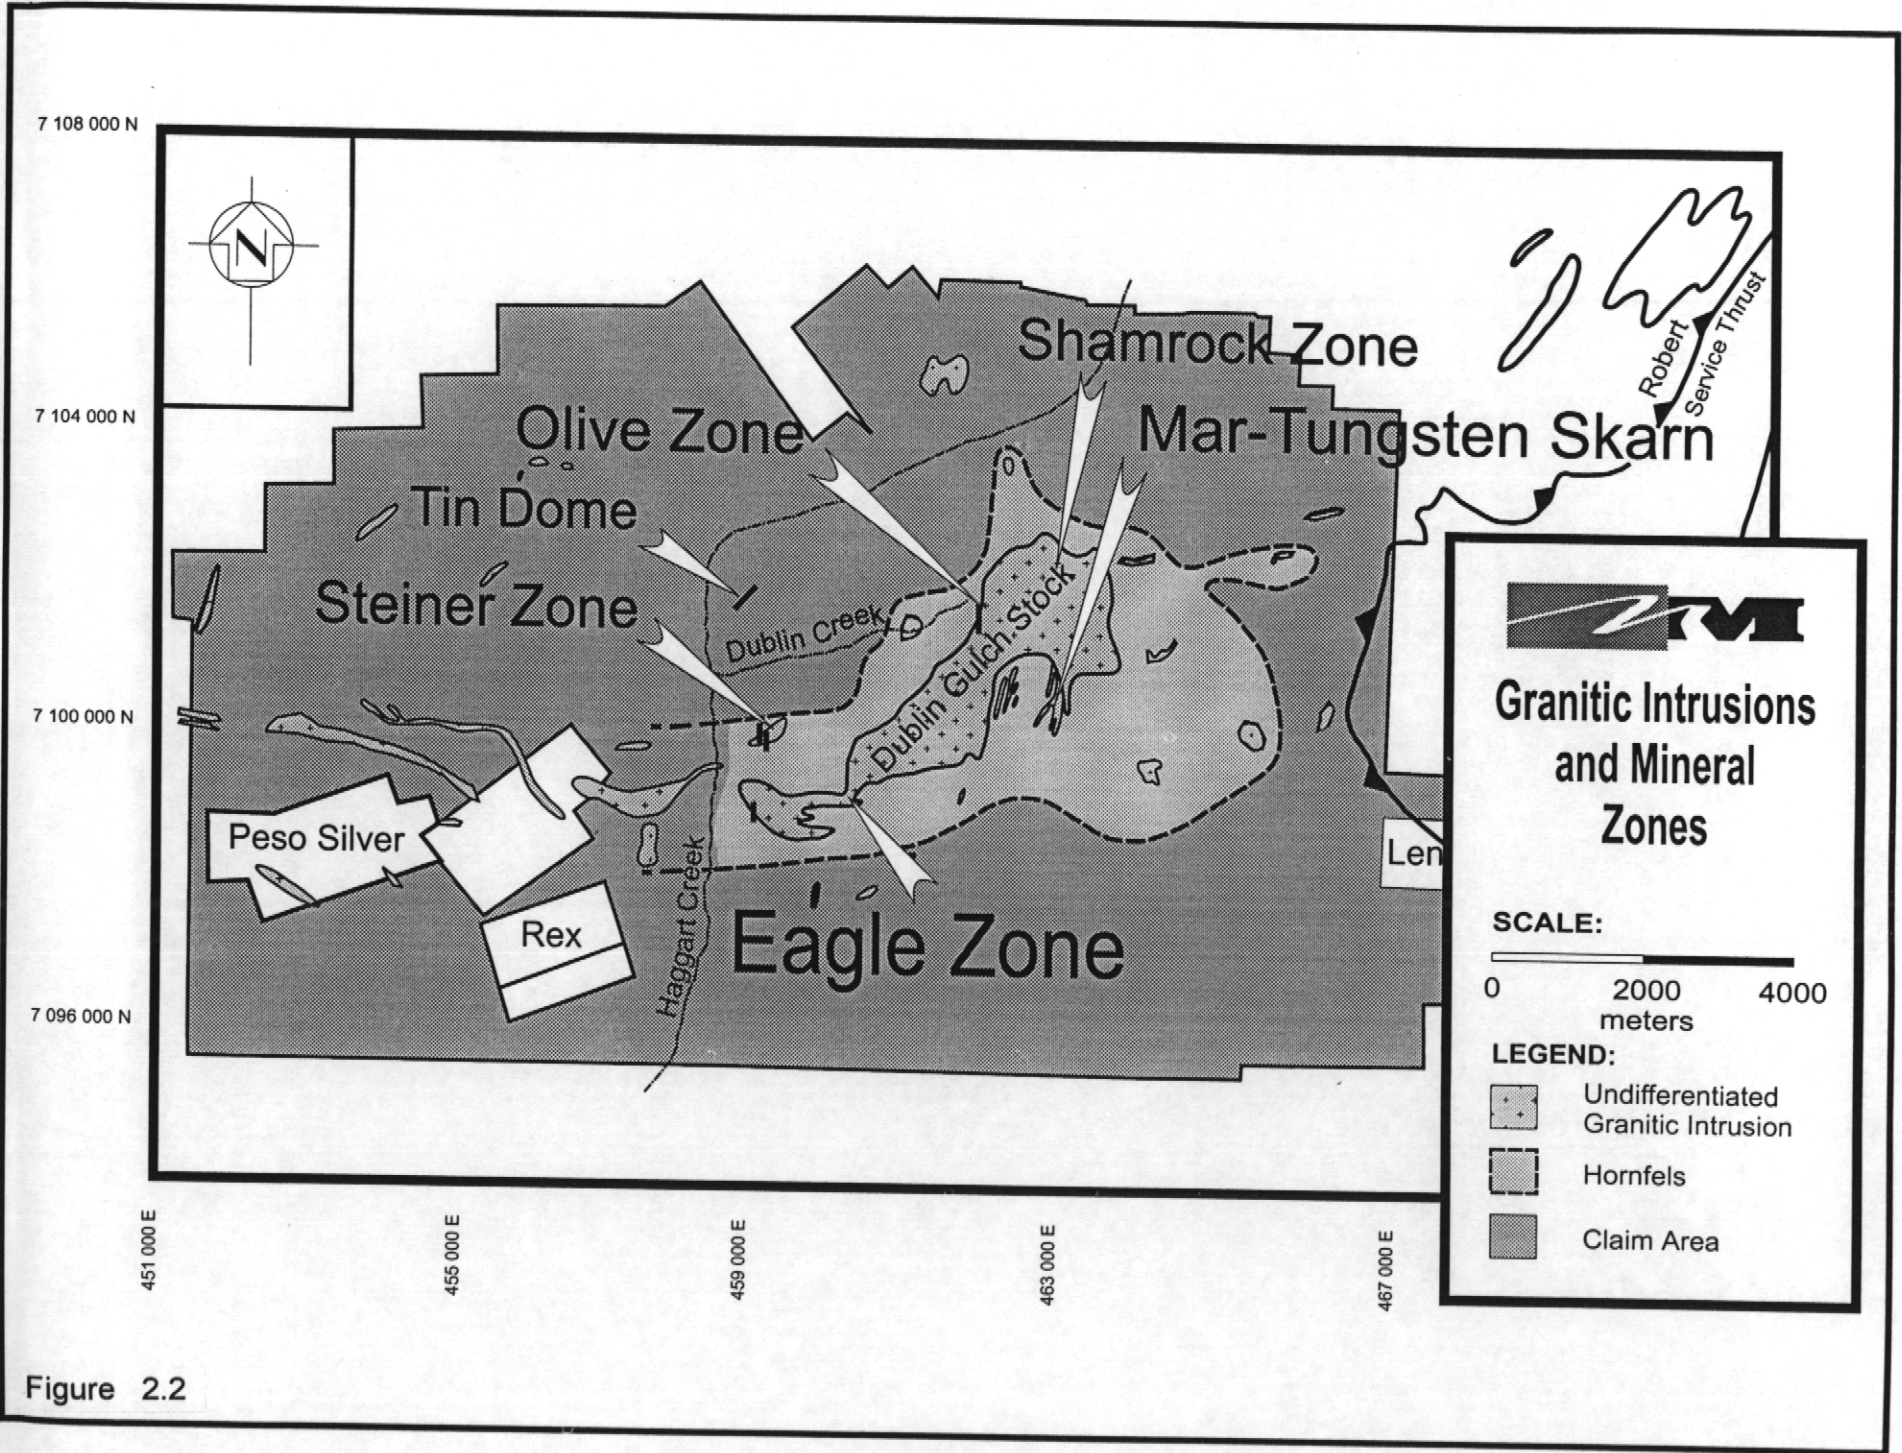 7 108 000 N
N
Robert
Service Thrust
Shamrock Zone
7 104 000 N
Olive Zone
Mar-Tungsten Skarn
Tin Dome
Steiner Zone
Dublin Creek
Dublin Gulch Stock
7 100 000 N
Granitic Intrusions
and Mineral
Zones
Peso Silver
Len
Haggart Creek
Rex
Eagle Zone
SCALE:
0 2000 4000
meters
7 096 000 N
LEGEND:
Undifferentiated
Granitic Intrusion
Hornfels
Claim Area
451 000 E
455 000 E
459 000 E
463 000 E
467 000 E
Figure 2.2